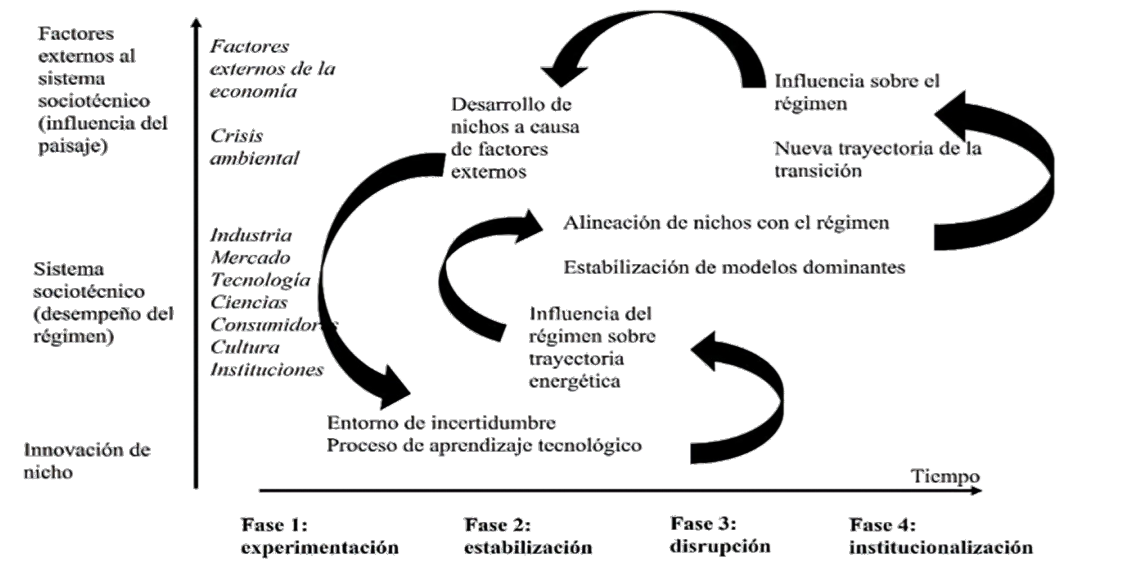 Factores
externos al
sistema
sociotécnico
(influencia del
paisaje)
Factores
externos de la
economía
Crisis
ambiental
Desarrollo de
nichos a causa
de factores
externos
Influencia sobre el
régimen
Nueva trayectoria de la
transición
Sistema
sociotécnico
(desempeño del
régimen)
Industria
Mercado
Tecnología
Ciencias
Consumidores
Cultura
Instituciones
Alineación de nichos con el régimen
Estabilización de modelos dominantes
Influencia del
régimen sobre
trayectoria
energética
Innovación de
nicho
Entorno de incertidumbre
Proceso de aprendizaje tecnológico
Tiempo
Fase 1:
experimentación
Fase 2:
estabilización
Fase 3:
disrupción
Fase 4:
institucionalización